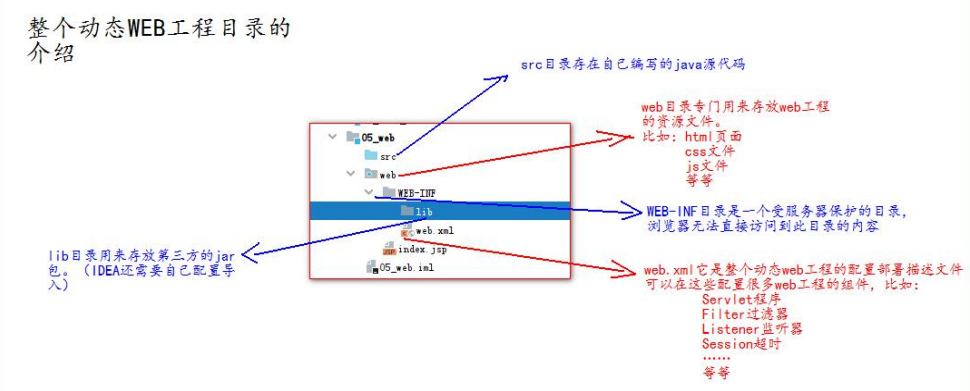 整个动态WEB工程目录的
介绍
src目录存在自己编写的java源代码
web目录专门用来存放web工程
的资源文件。
比如：html页面
css文件
js文件
等等
05_web
src
web
WEB-INF
lib
web.xml
index.jsp
05_web.iml
WEB-INF目录是一个受服务器保护的目录，
浏览器无法直接访问到此目录的内容
lib目录用来存放第三方的jar
包。（IDEA还需要自己配置导
入）
web.xml它是整个动态web工程的配置部署描述文件
可以在这些配置很多web工程的组件，比如：
Servlet程序
Filter过滤器
Listener监听器
Session超时
……
等等